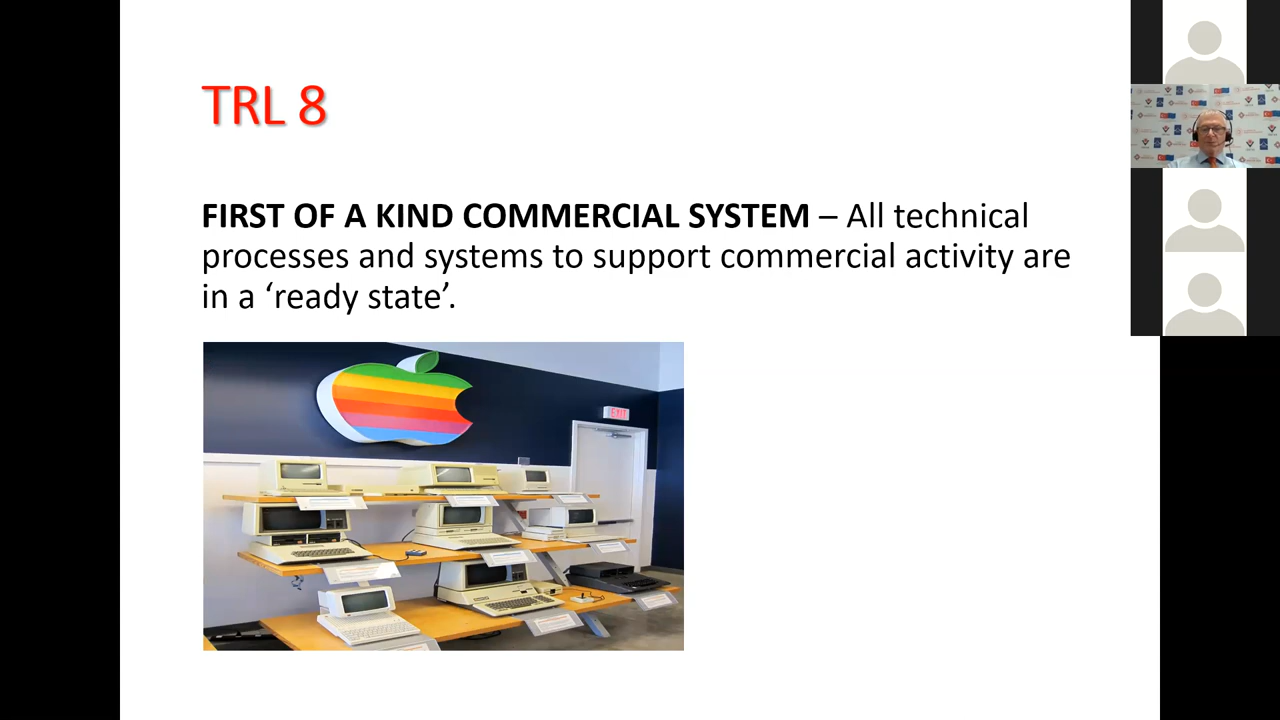 TRL 8
FIRST OF A KIND COMMERCIAL SYSTEM – All technical
processes and systems to support commercial activity are
in a ‘ready state’.
EXIT